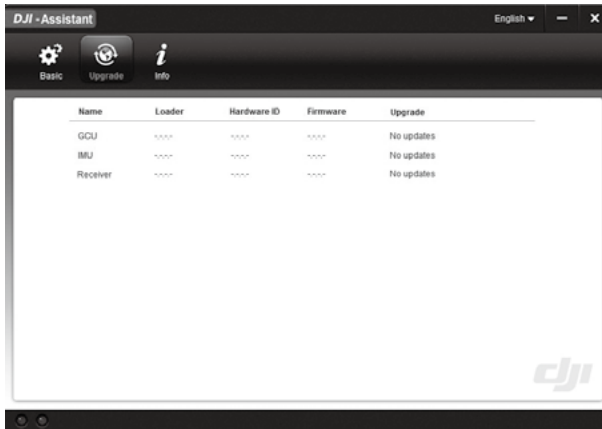 DJI - Assistant English
Basic Upgrade Info
Name Loader Hardware ID Firmware Upgrade
GCU -.-.-.- -.-.-.- -.-.-.- No updates
IMU -.-.-.- -.-.-.- -.-.-.- No updates
Receiver -.-.-.- -.-.-.- -.-.-.- No updates
dji